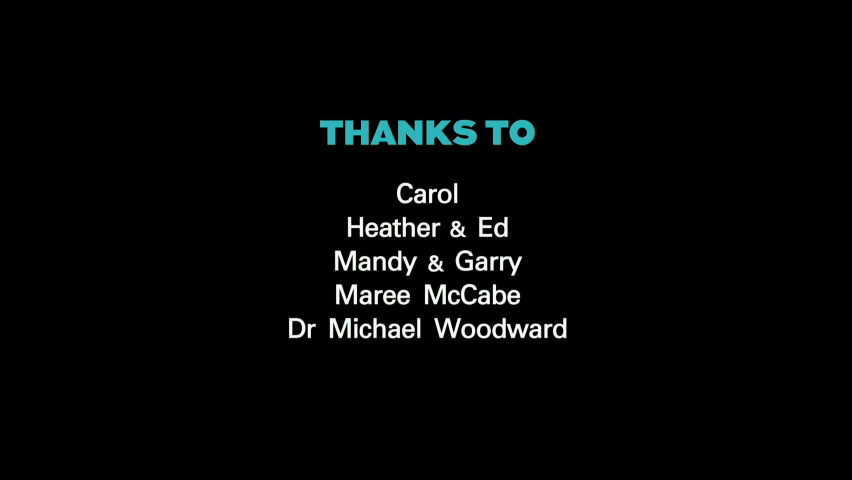 THANKS TO
Carol
Heather & Ed
Mandy & Garry
Maree McCabe
Dr Michael Woodward